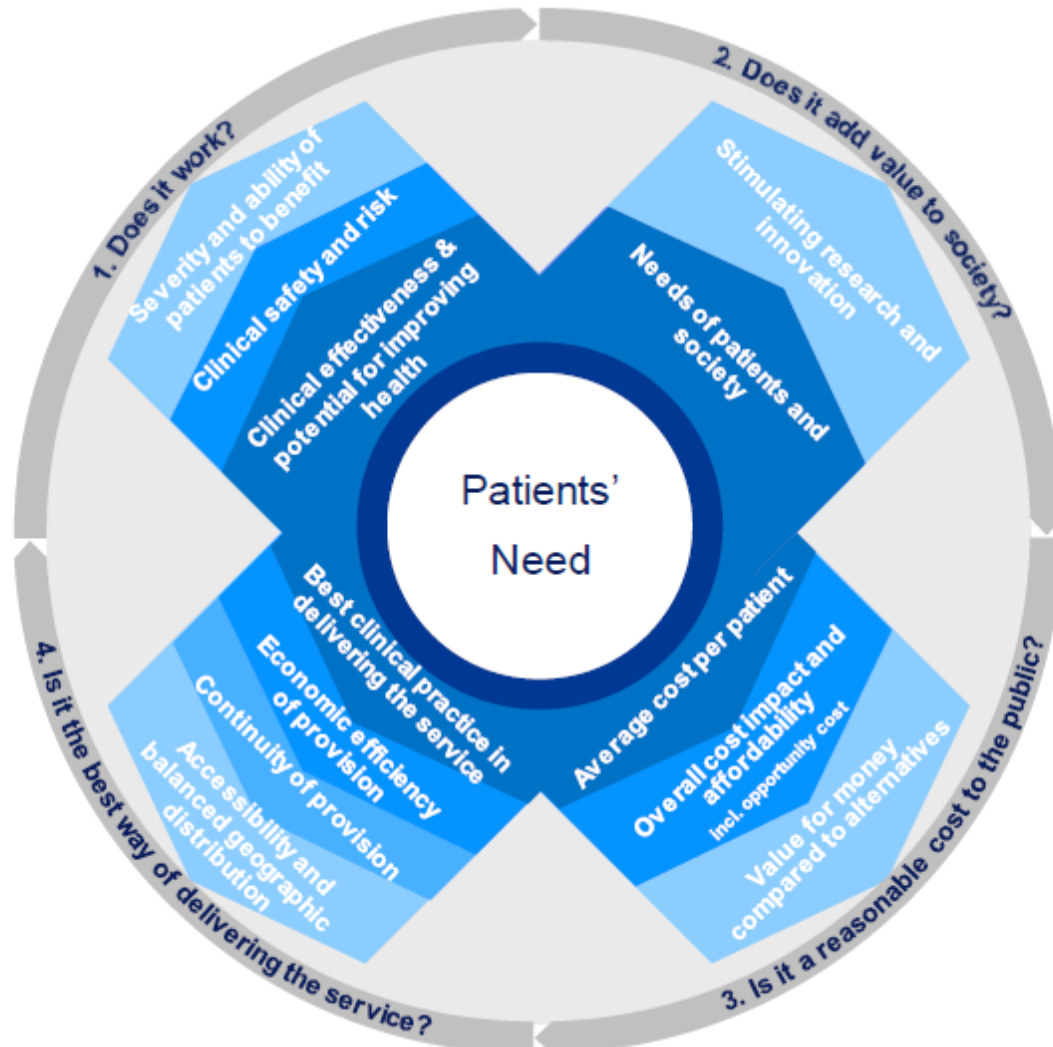 1. Does it work?
Severity and ability of
patients to benefit
Clinical safety and risk
Clinical effectiveness &
potential for improving
health
2. Does it add value to society?
Stimulating research and
innovation
Needs of patients and
society
Patients’
Need
3. Is it a reasonable cost to the public?
Average cost per patient
Overall cost impact and
affordability
incl. opportunity cost
Value for money
compared to alternatives
4. Is it the best way of delivering the service?
Best clinical practice in
delivering the service
Economic efficiency
of provision
Continuity of provision
Accessibility and
balanced geographic
distribution